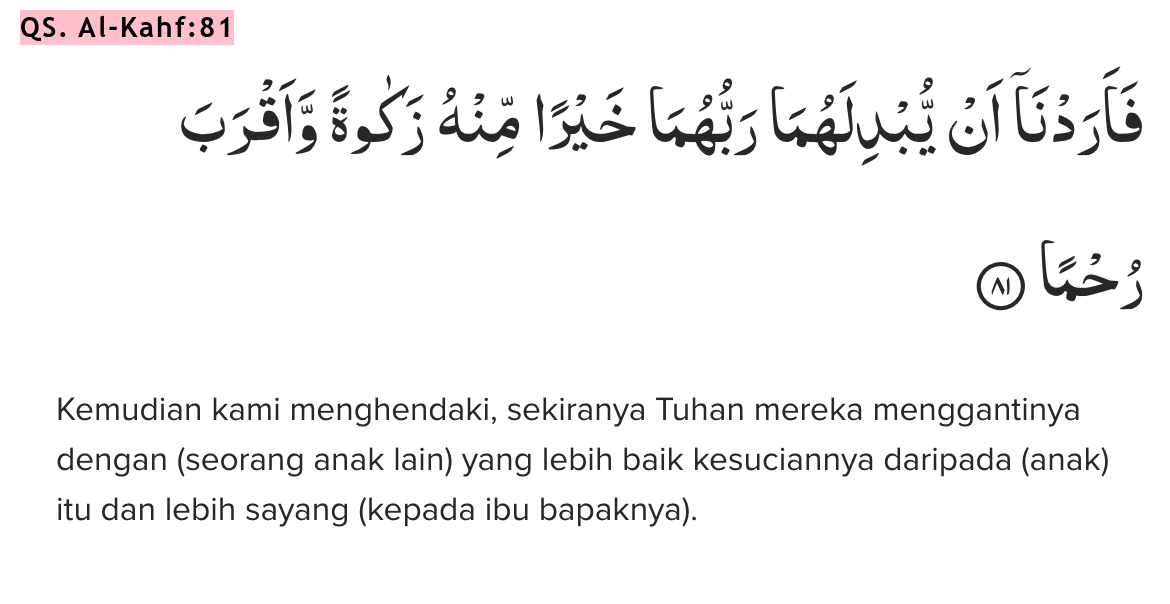 QS. Al-Kahf:81
فَاَرَدْنَآ اَنْ يُّبْدِلَهُمَا رَبُّهُمَا خَيْرًا مِّنْهُ زَكٰوةً وَّاَقْرَبَ
رُحْمًا ٨١
Kemudian kami menghendaki, sekiranya Tuhan mereka menggantinya
dengan (seorang anak lain) yang lebih baik kesuciannya daripada (anak)
itu dan lebih sayang (kepada ibu bapaknya).